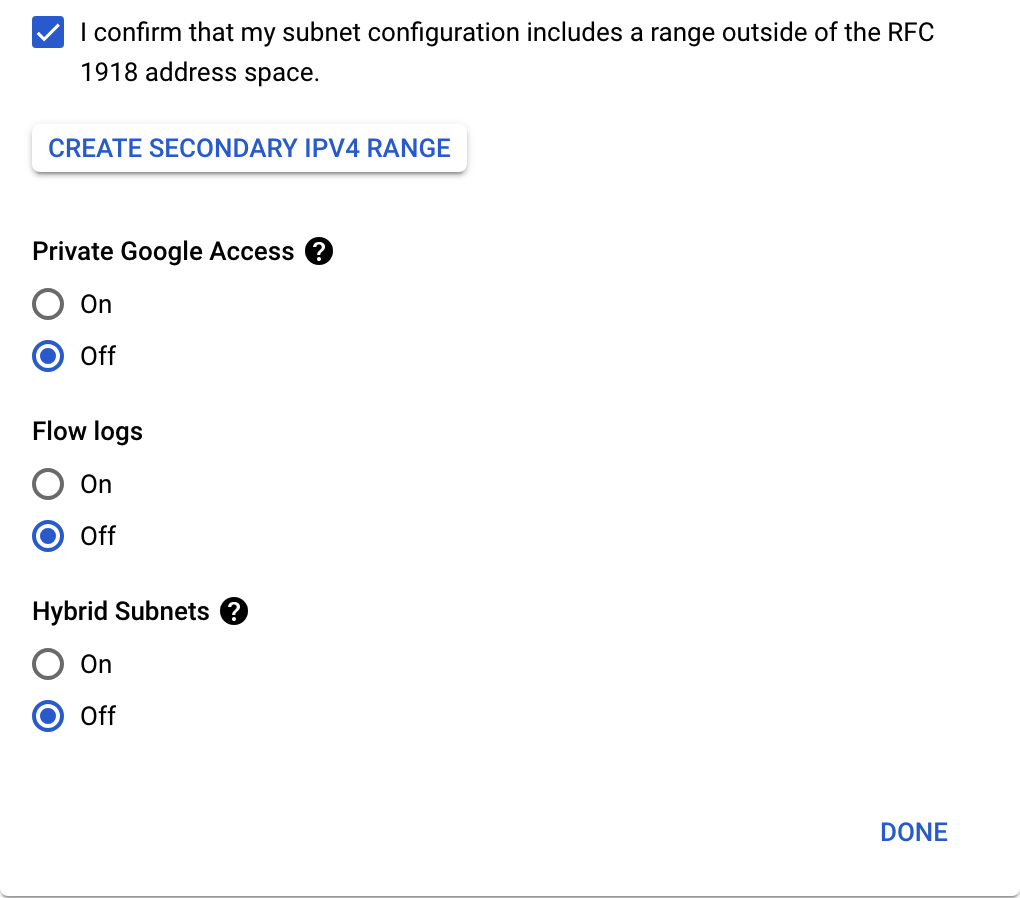 I confirm that my subnet configuration includes a range outside of the RFC
1918 address space.
CREATE SECONDARY IPV4 RANGE
Private Google Access ?
On
Off
Flow logs
On
Off
Hybrid Subnets ?
On
Off
DONE